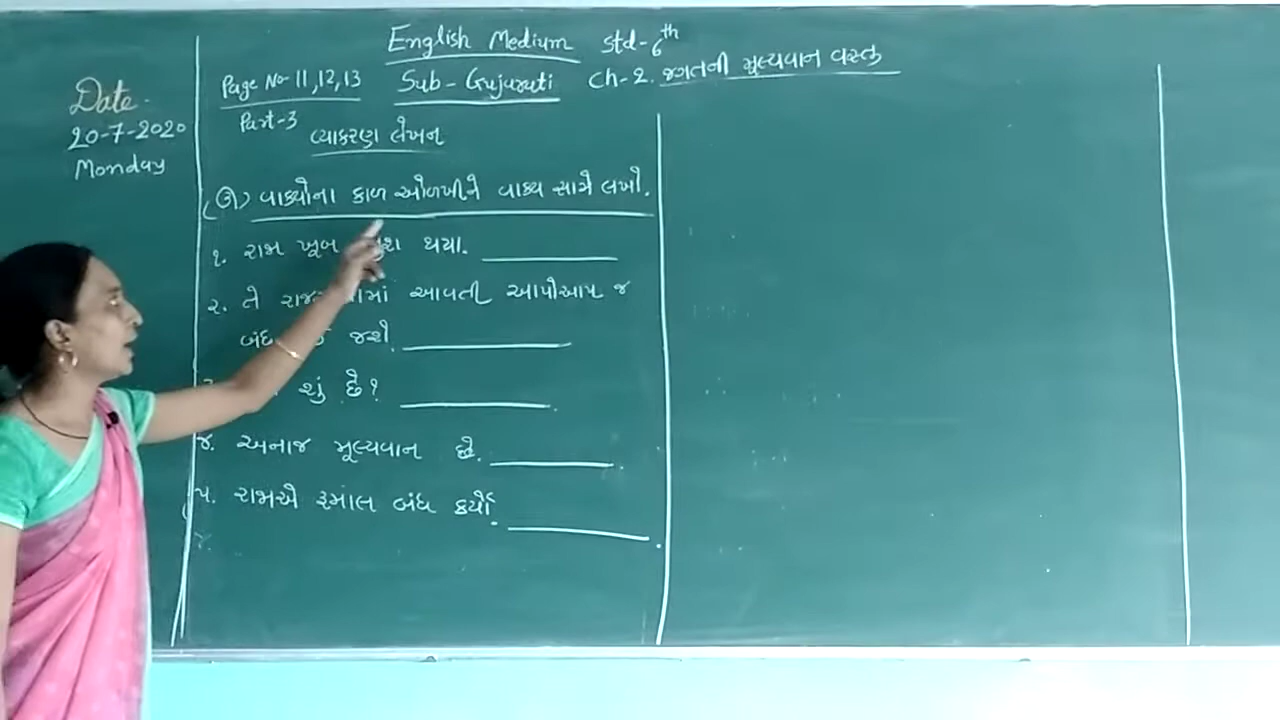 English Medium Std-6th
Page No-11,12,13 Sub-Gujarati Ch-2. જગતની મૂલ્યવાન વસ્તુ
Date-
20-7-2020
Monday
Part-3
વ્યાકરણ લેખન
વાક્યોના કાળ ઓળખીને વાક્ય સામે લખો.
૧. રામ ખૂબ થયા.
૨. તે આવતી આપોઆપ જ
બંધ જશે.
શું છે?
૪. અનાજ મૂલ્યવાન છે.
૫. રામએ રૂમાલ બંધ કર્યો.